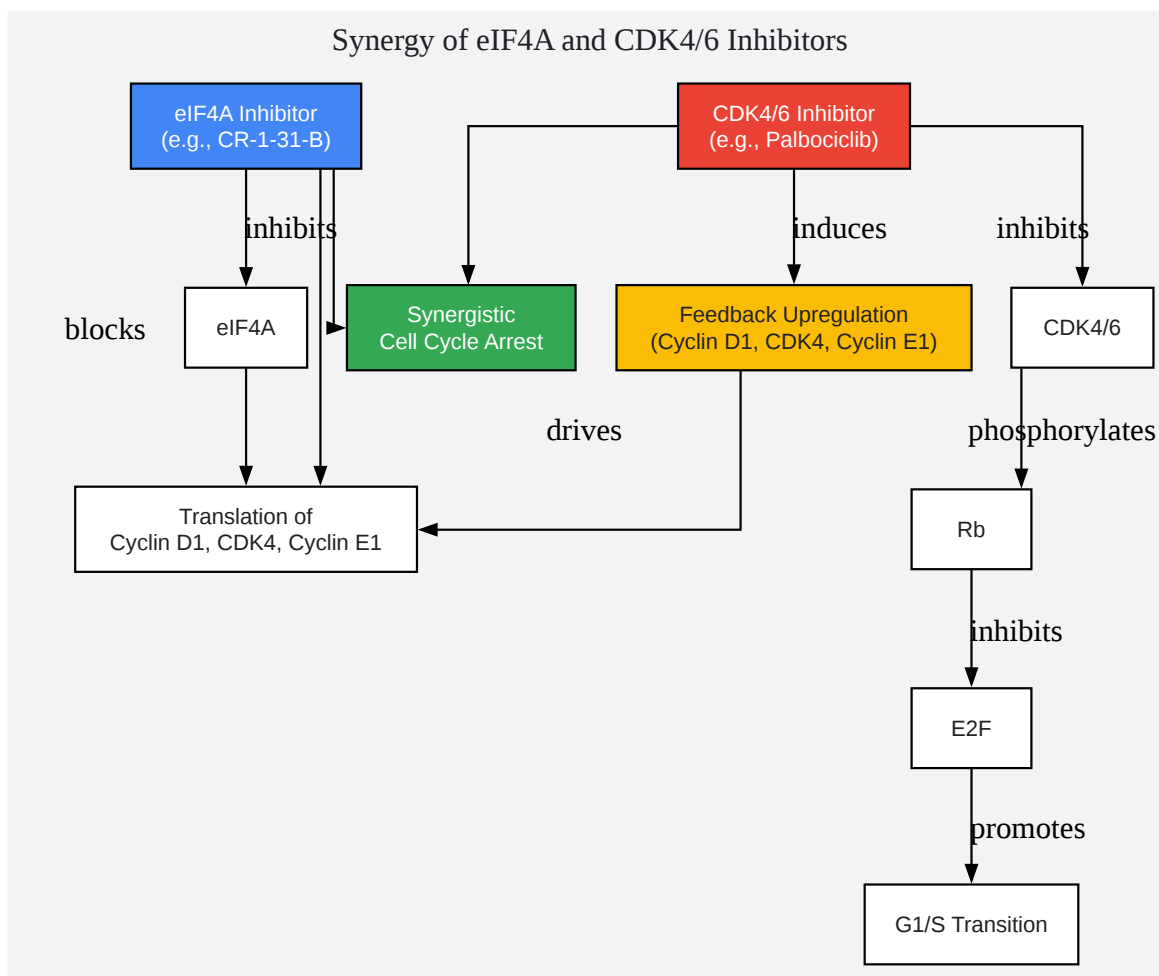 Synergy of eIF4A and CDK4/6 Inhibitors
eIF4A Inhibitor
(e.g., CR-1-31-B)
CDK4/6 Inhibitor
(e.g., Palbociclib)
inhibits
induces
inhibits
blocks
eIF4A
Synergistic
Cell Cycle Arrest
Feedback Upregulation
(Cyclin D1, CDK4, Cyclin E1)
CDK4/6
drives
phosphorylates
Translation of
Cyclin D1, CDK4, Cyclin E1
Rb
inhibits
E2F
promotes
G1/S Transition